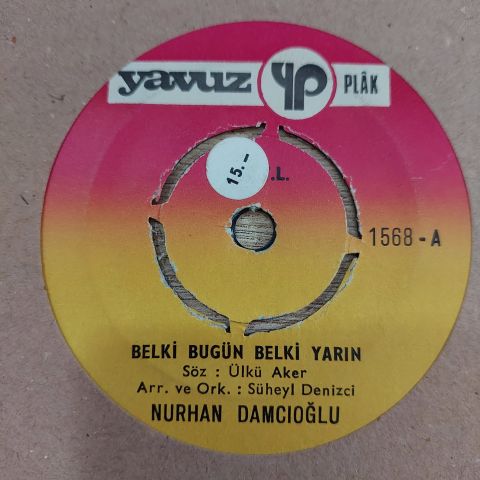 yavuz yp PLÂK
15.- .L.
1568-A
BELKİ BUGÜN BELKİ YARIN
Söz : Ülkü Aker
Arr. ve Ork. : Süheyl Denizci
NURHAN DAMCIOĞLU